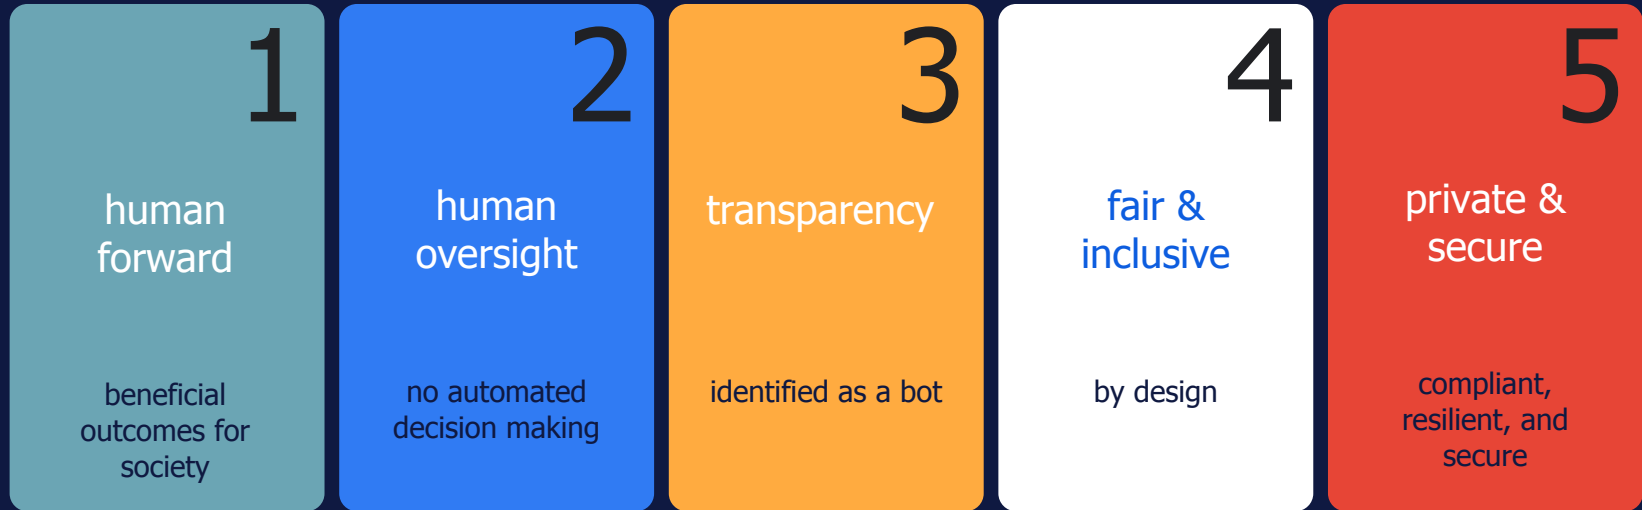 1
human
forward
beneficial
outcomes for
society
2
human
oversight
no automated
decision making
3
transparency
identified as a bot
4
fair &
inclusive
by design
5
private &
secure
compliant,
resilient, and
secure